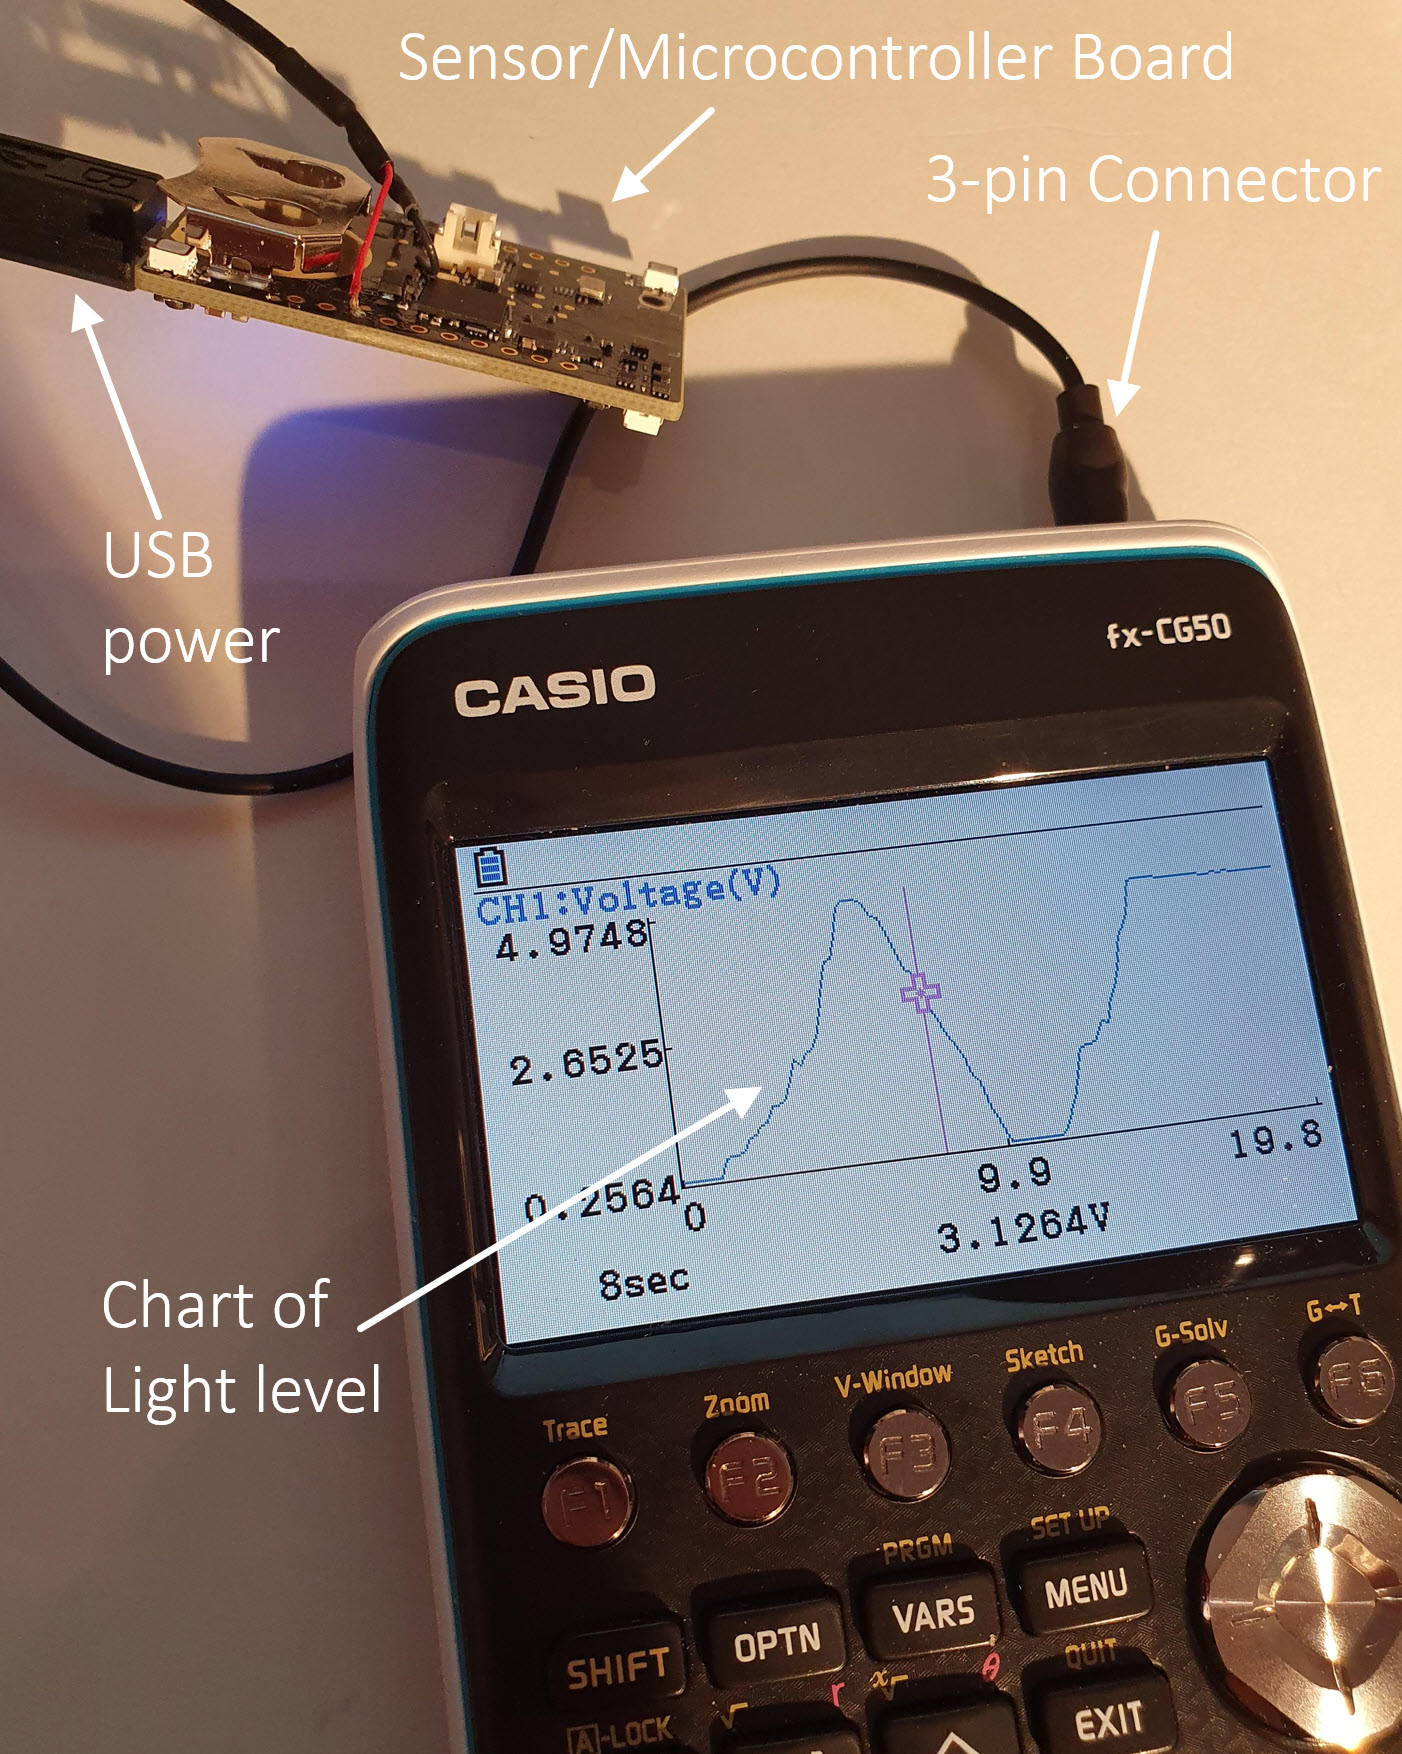 Sensor/Microcontroller Board
3-pin Connector
USB
power
fx-CG50
CASIO
CH1:Voltage(V)
4.9748
2.6525
0.2564
0
9.9
19.8
3.1264V
8sec
Chart of
Light level
Trace
Zoom
V-Window
Sketch
G-Solv
G↔T
F1
F2
F3
F4
F5
F6
PRGM
SET UP
SHIFT
OPTN
VARS
MENU
QUIT
A-LOCK
√
r
x√
θ
EXIT